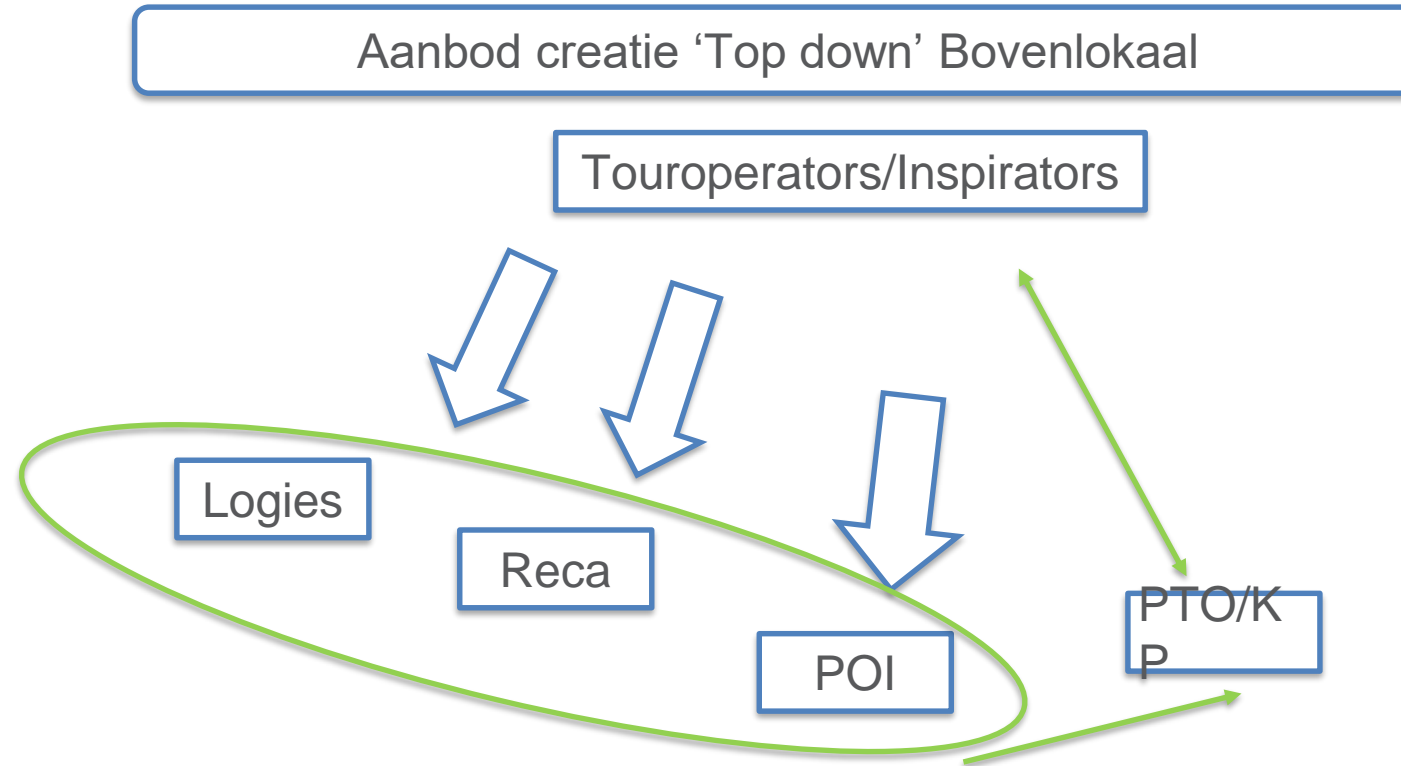 Aanbod creatie ‘Top down’ Bovenlokaal
Touroperators/Inspirators
Logies
Reca
POI
PTO/K
P